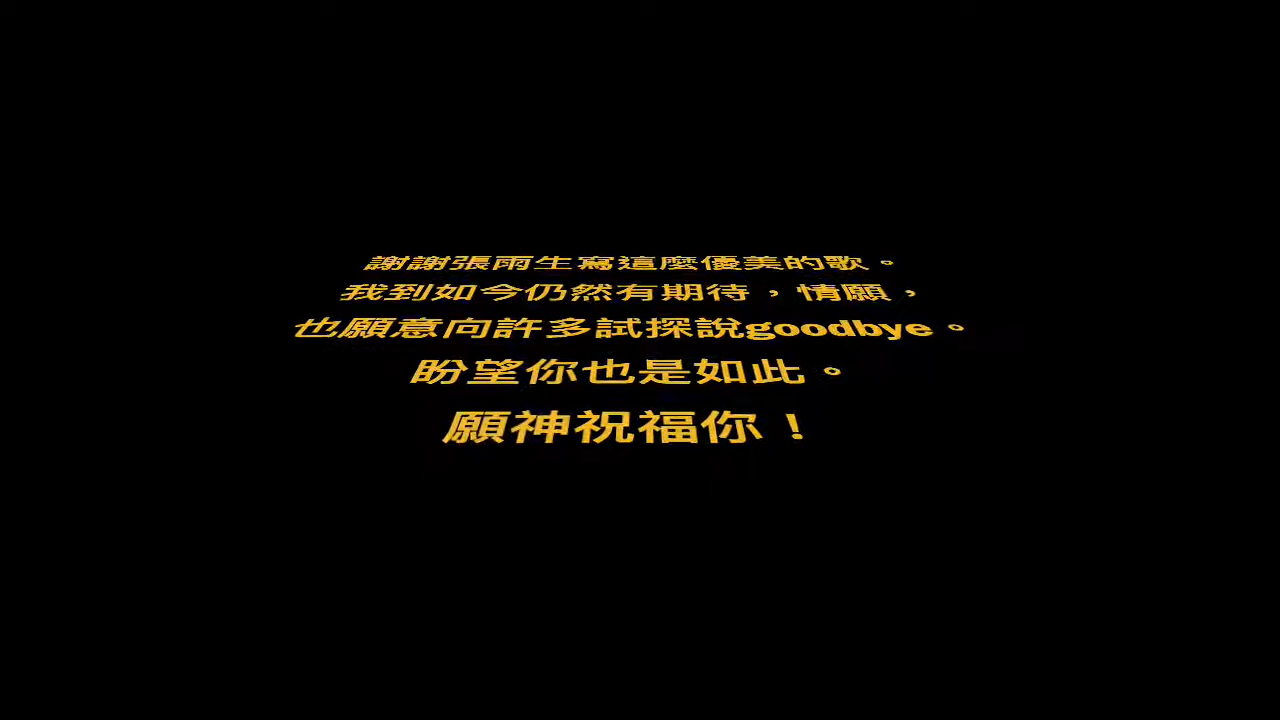 謝謝張雨生寫這麼優美的歌。
我到如今仍然有期待，情願，
也願意向許多試探說goodbye。
盼望你也是如此。
願神祝福你！